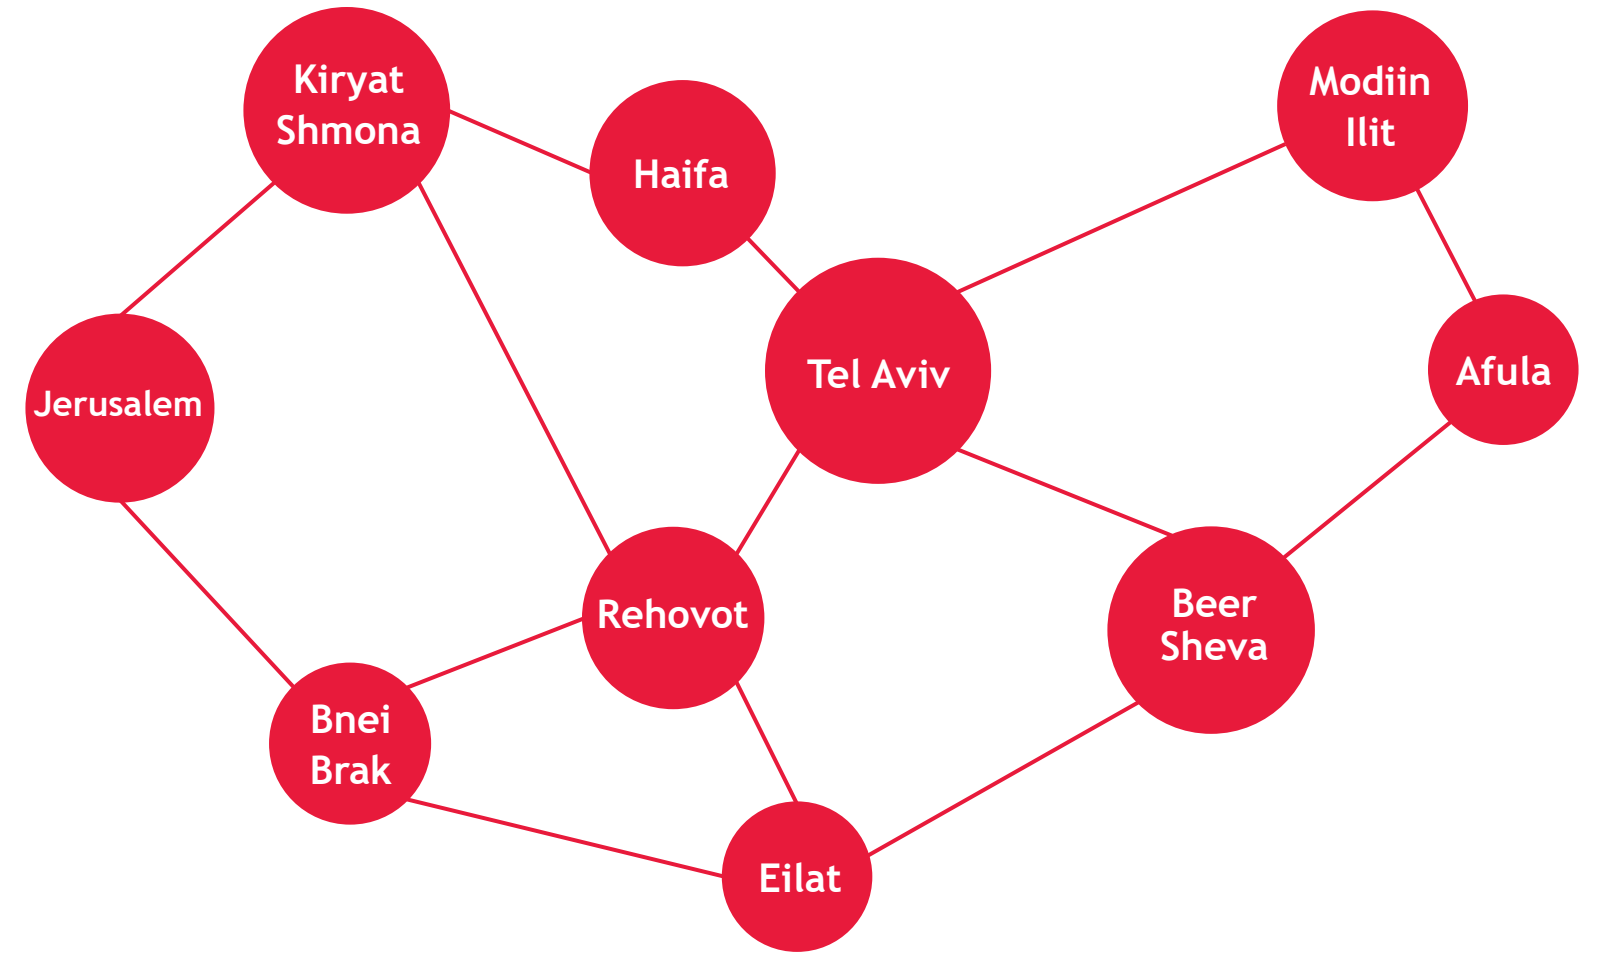 Kiryat
Shmona
Haifa
Modiin
Ilit
Tel Aviv
Afula
Jerusalem
Rehovot
Beer
Sheva
Bnei
Brak
Eilat